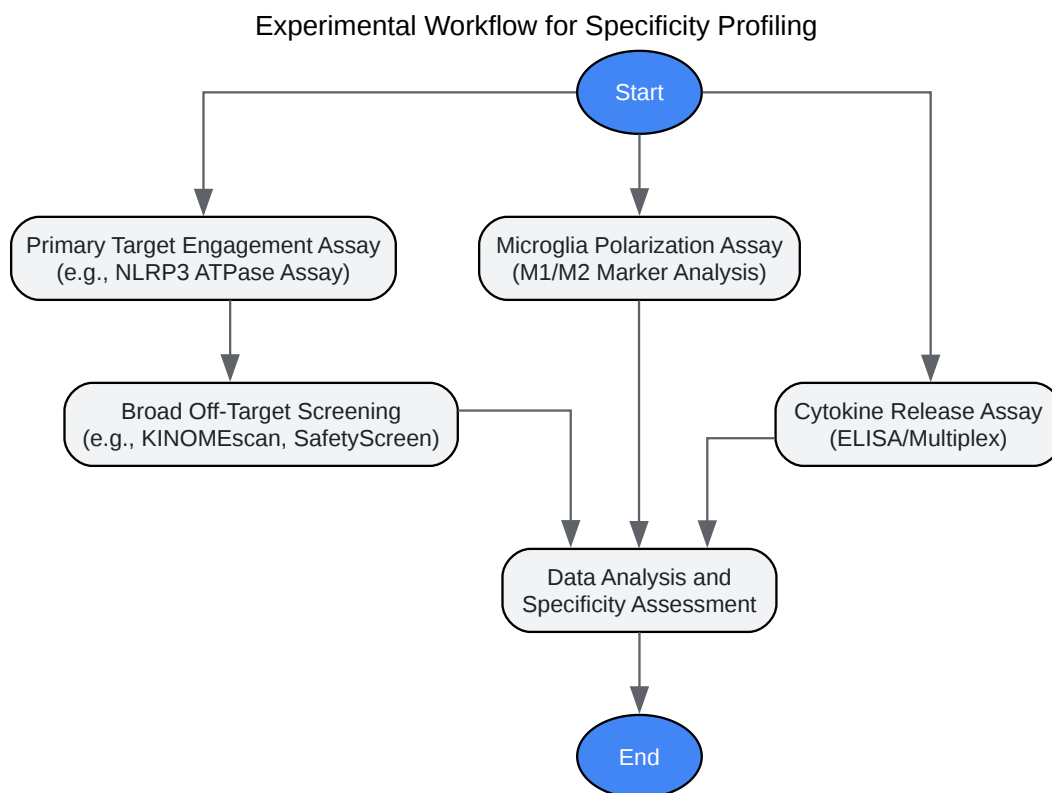 Experimental Workflow for Specificity Profiling
Start
Primary Target Engagement Assay
(e.g., NLRP3 ATPase Assay)
Microglia Polarization Assay
(M1/M2 Marker Analysis)
Broad Off-Target Screening
(e.g., KINOMEscan, SafetyScreen)
Cytokine Release Assay
(ELISA/Multiplex)
Data Analysis and
Specificity Assessment
End